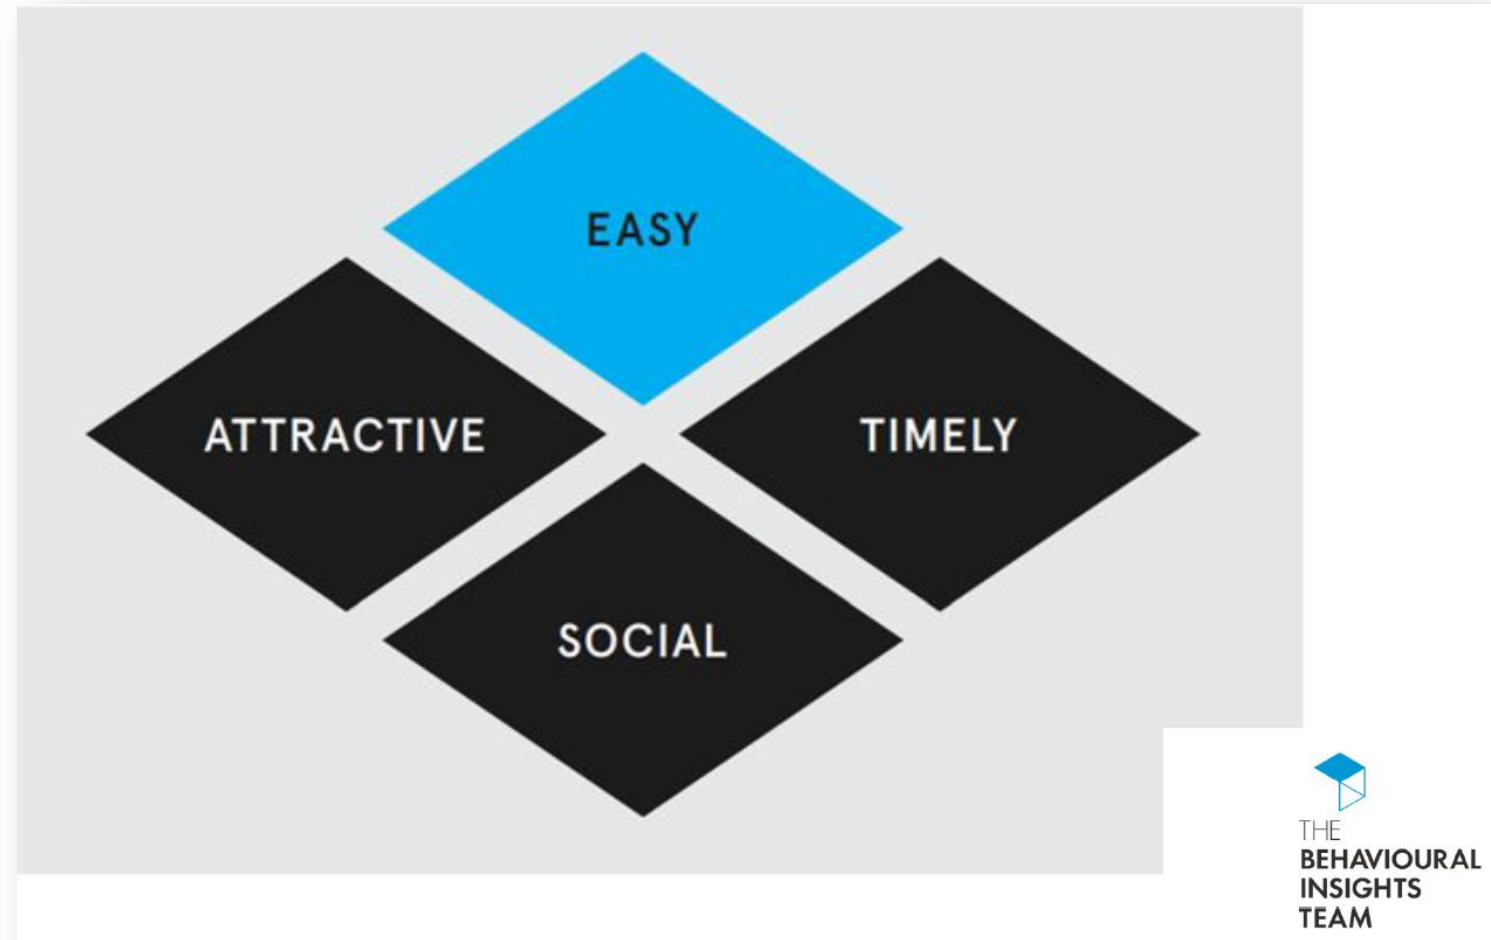 EASY
ATTRACTIVE
TIMELY
SOCIAL
THE
BEHAVIOURAL
INSIGHTS
TEAM